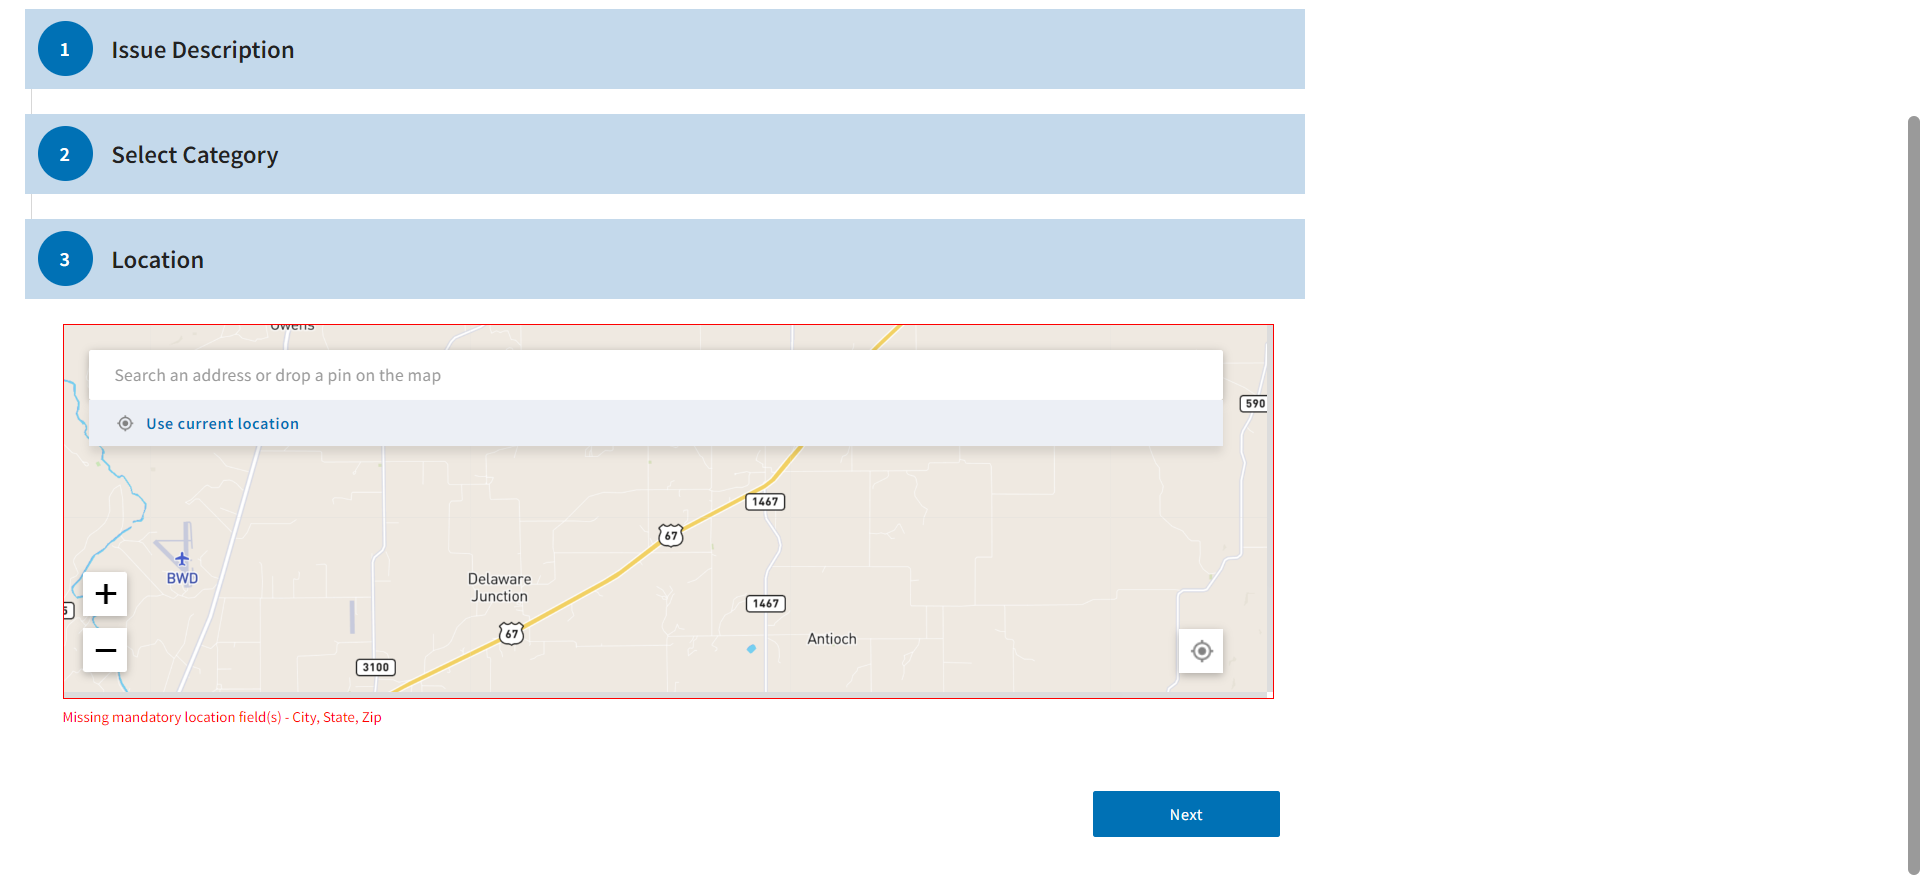 1 Issue Description
2 Select Category
3 Location
Owens
Search an address or drop a pin on the map
590
Use current location
1467
67
BWD
Delaware
Junction
5
1467
67
Antioch
3100
Missing mandatory location field(s) - City, State, Zip
Next